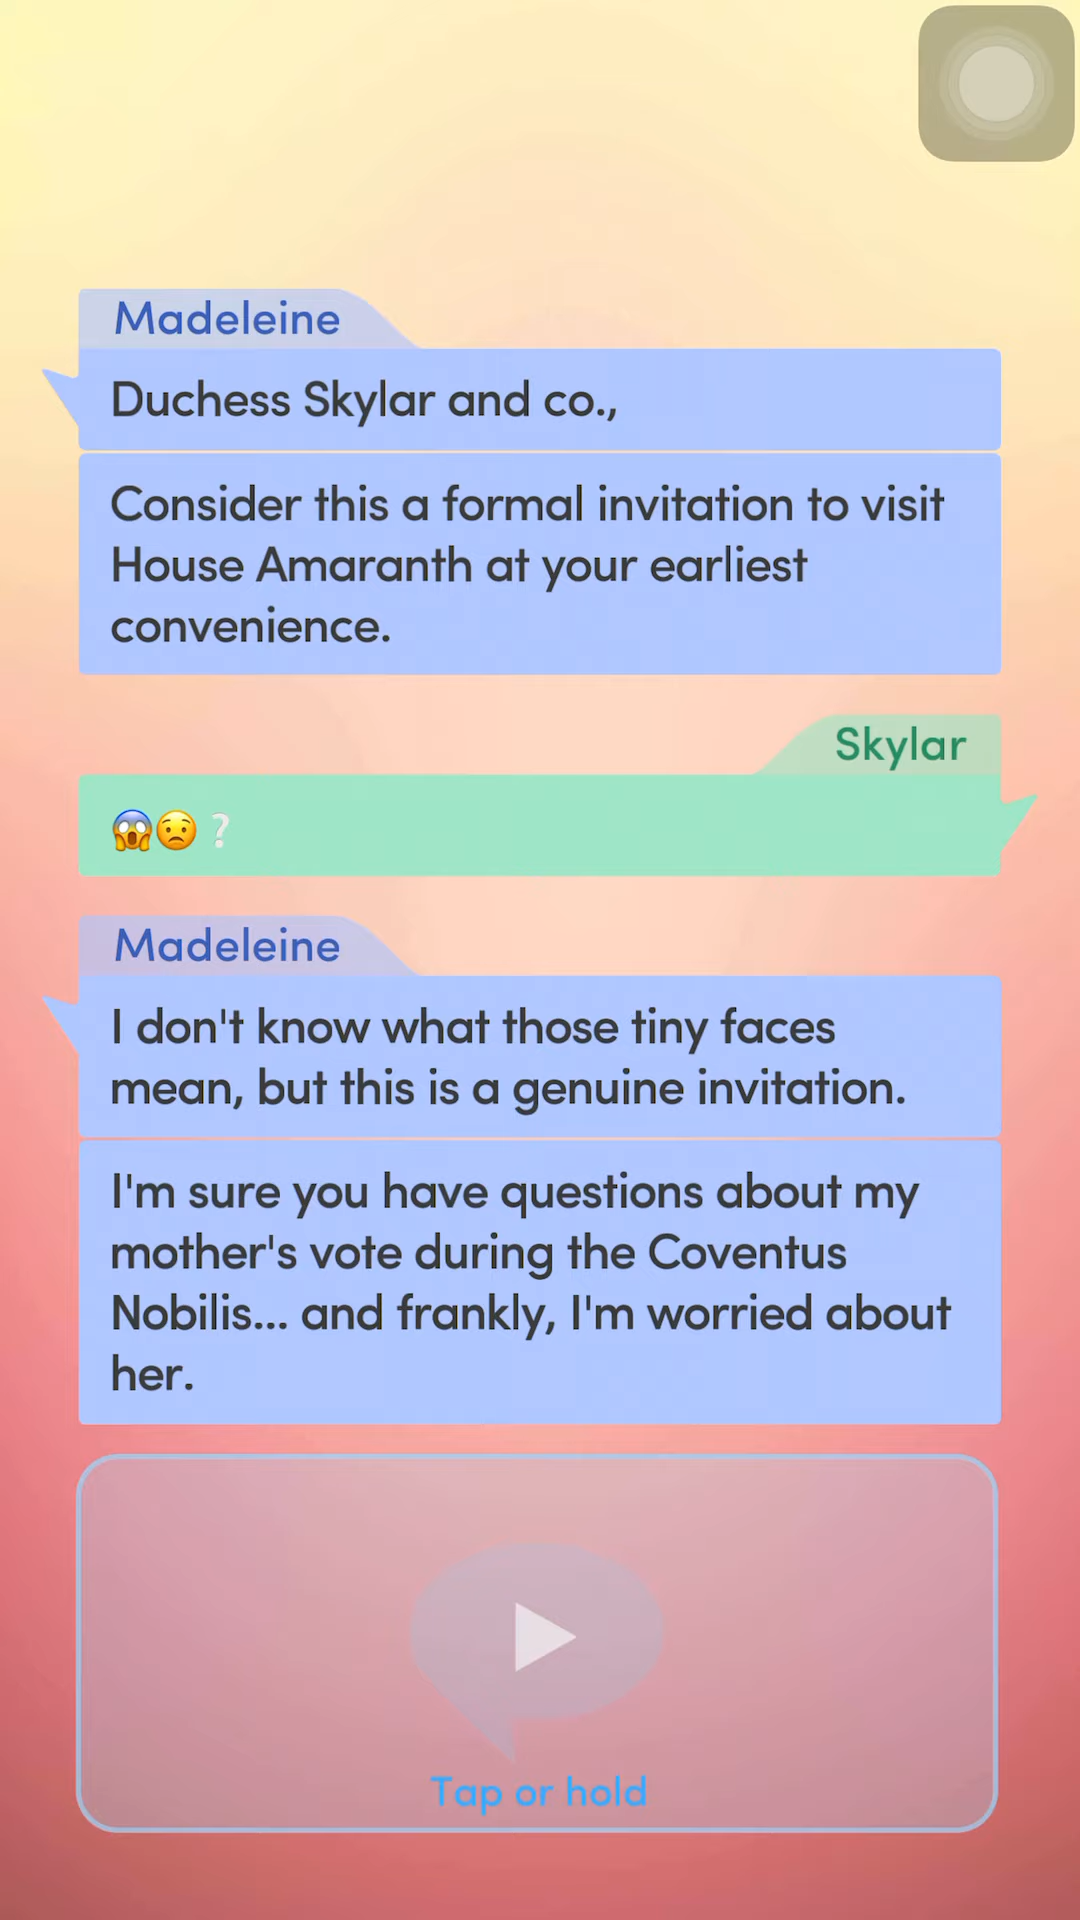 Madeleine
Duchess Skylar and co.,
Consider this a formal invitation to visit
House Amaranth at your earliest
convenience.
Skylar
😱😟❔
Madeleine
I don't know what those tiny faces
mean, but this is a genuine invitation.
I'm sure you have questions about my
mother's vote during the Coventus
Nobilis... and frankly, I'm worried about
her.
Tap or hold